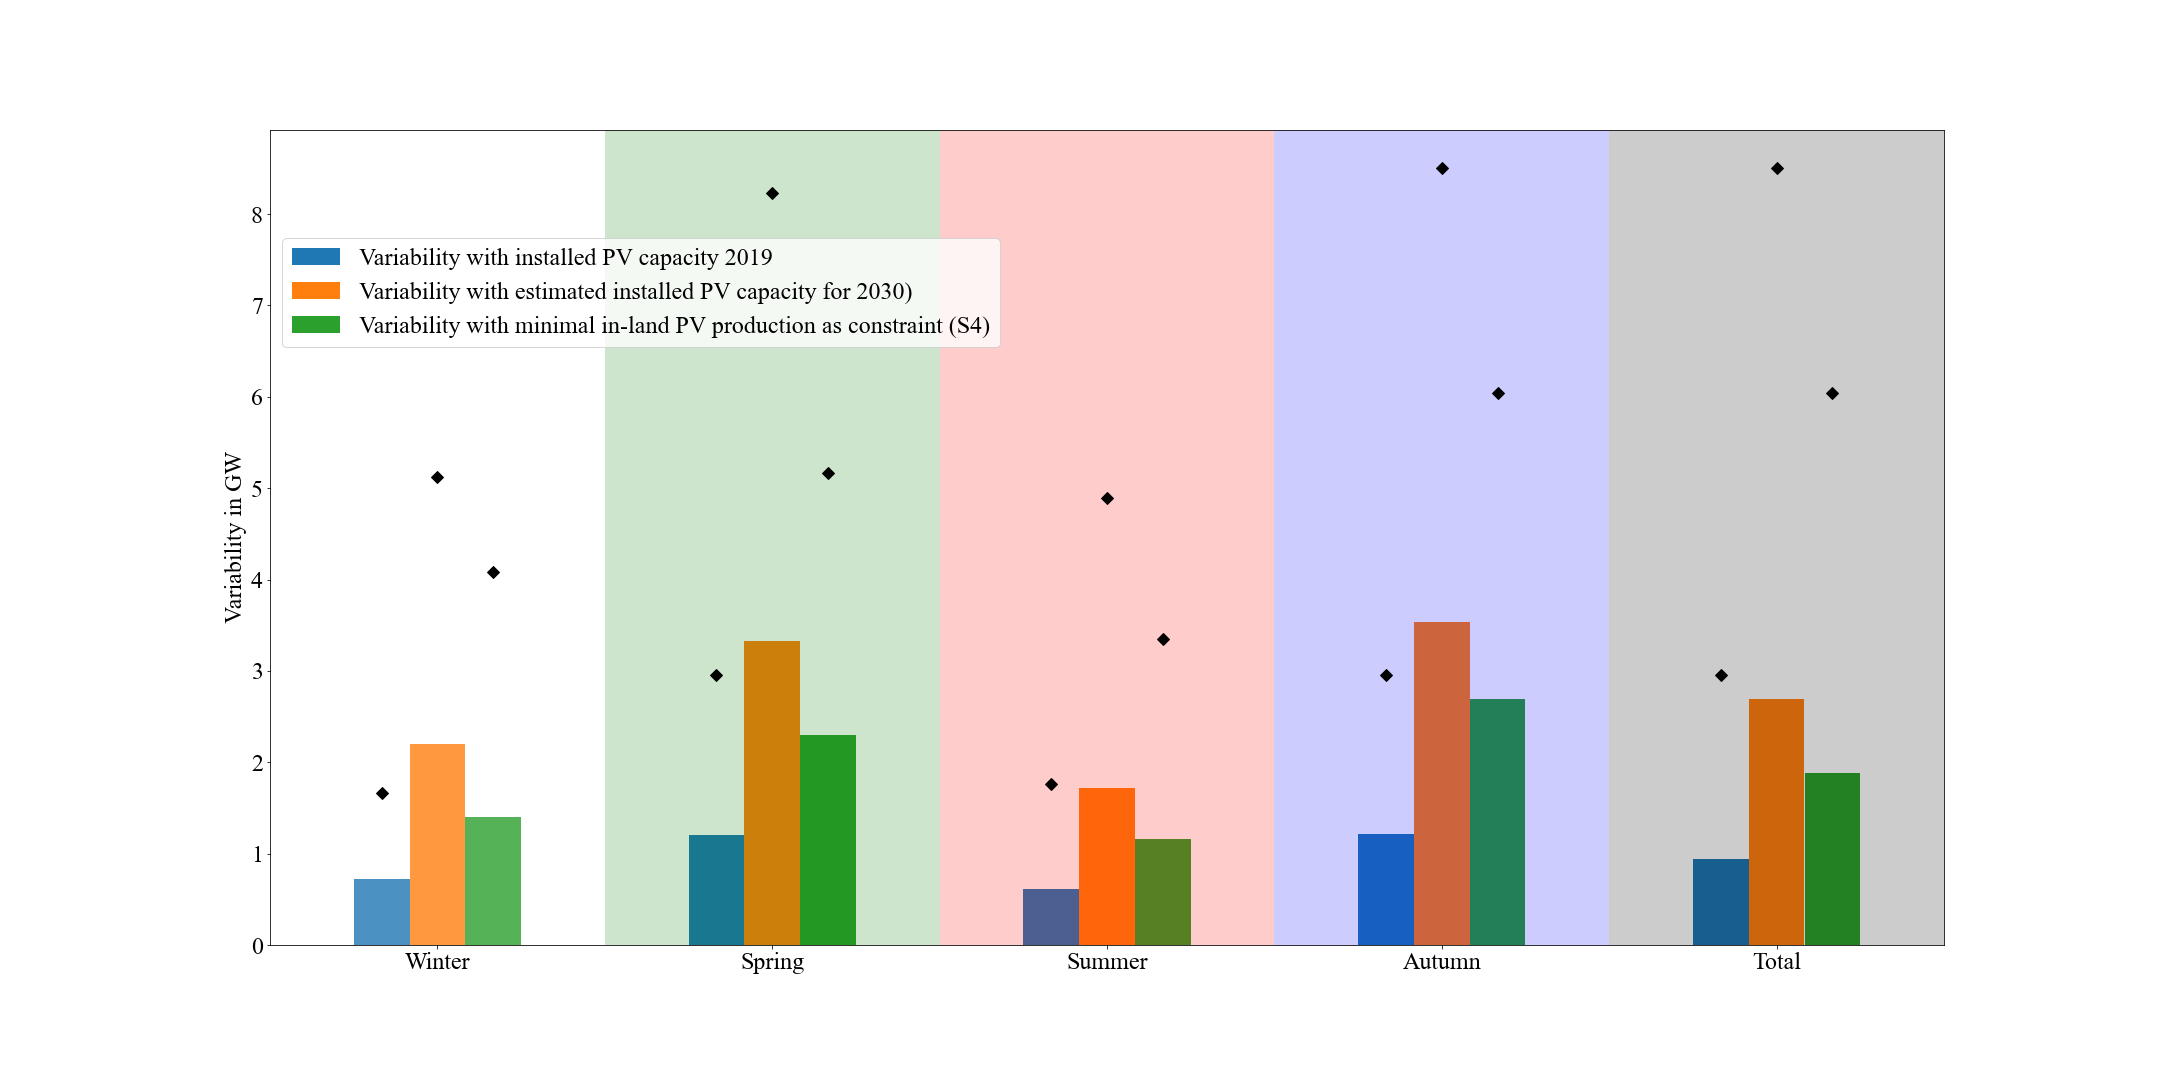 8
7
6
5
4
3
2
1
0
Variability in GW
Variability with installed PV capacity 2019
Variability with estimated installed PV capacity for 2030)
Variability with minimal in-land PV production as constraint (S4)
Winter
Spring
Summer
Autumn
Total